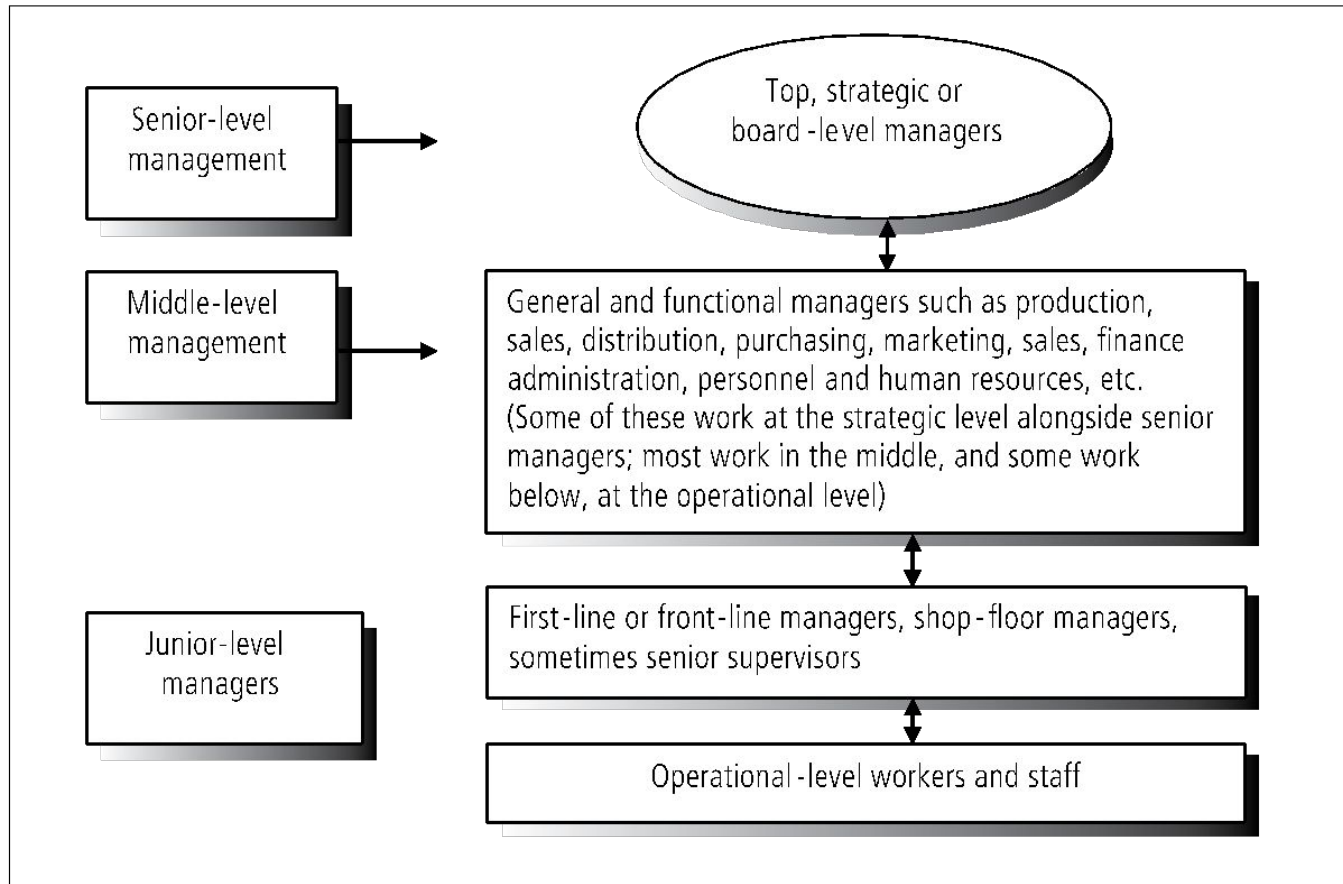 Senior-level
management
Top, strategic or
board-level managers
Middle-level
management
General and functional managers such as production,
sales, distribution, purchasing, marketing, sales, finance
administration, personnel and human resources, etc.
(Some of these work at the strategic level alongside senior
managers; most work in the middle, and some work
below, at the operational level)
Junior-level
managers
First-line or front-line managers, shop-floor managers,
sometimes senior supervisors
Operational-level workers and staff